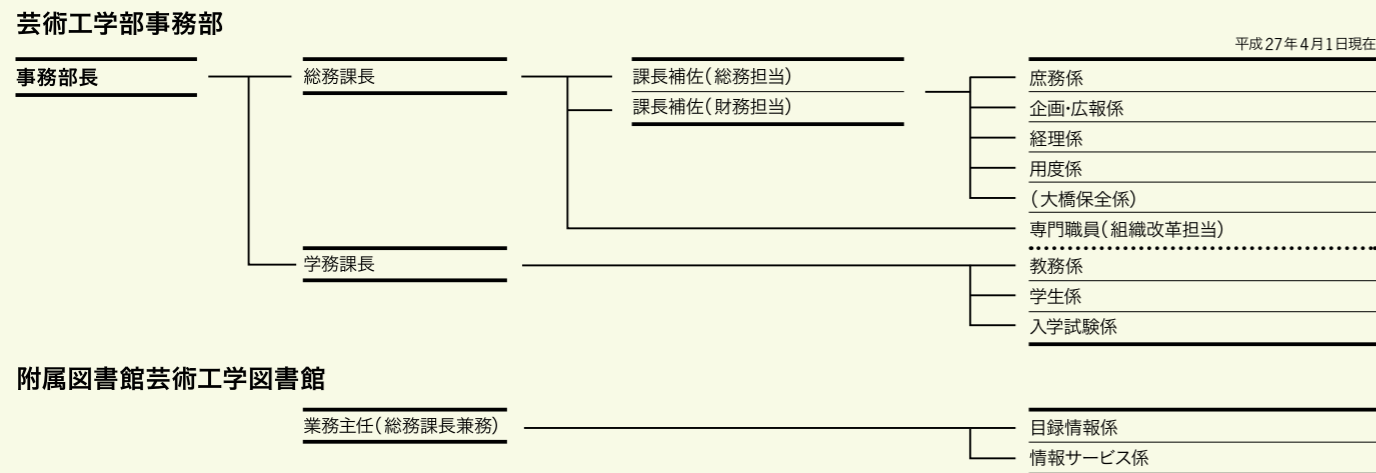 芸術工学部事務部
平成27年4月1日現在
事務部長
総務課長
課長補佐（総務担当）
課長補佐（財務担当）
庶務係
企画・広報係
経理係
用度係
（大橋保全係）
専門職員（組織改革担当）
学務課長
教務係
学生係
入学試験係
附属図書館芸術工学図書館
業務主任（総務課長兼務）
目録情報係
情報サービス係